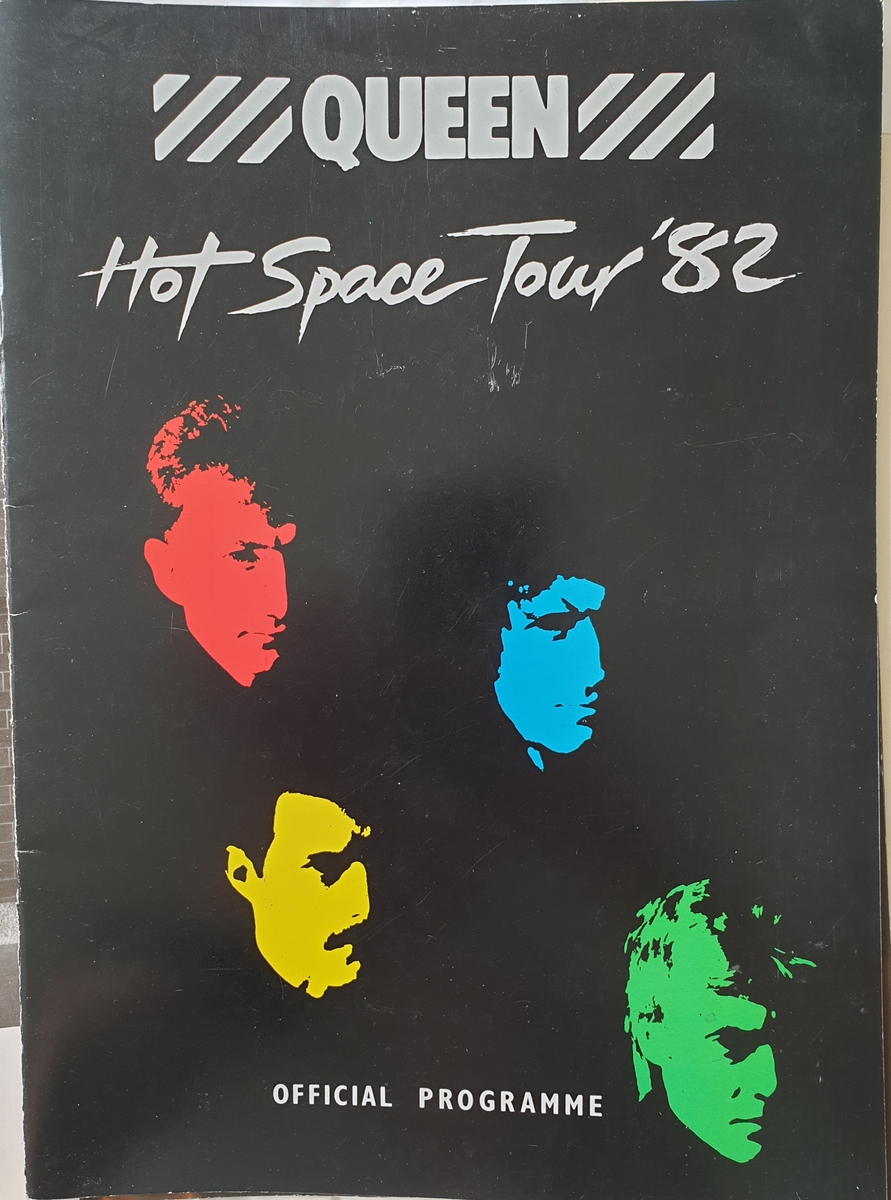 QUEEN
Hot Space Tour '82
OFFICIAL PROGRAMME